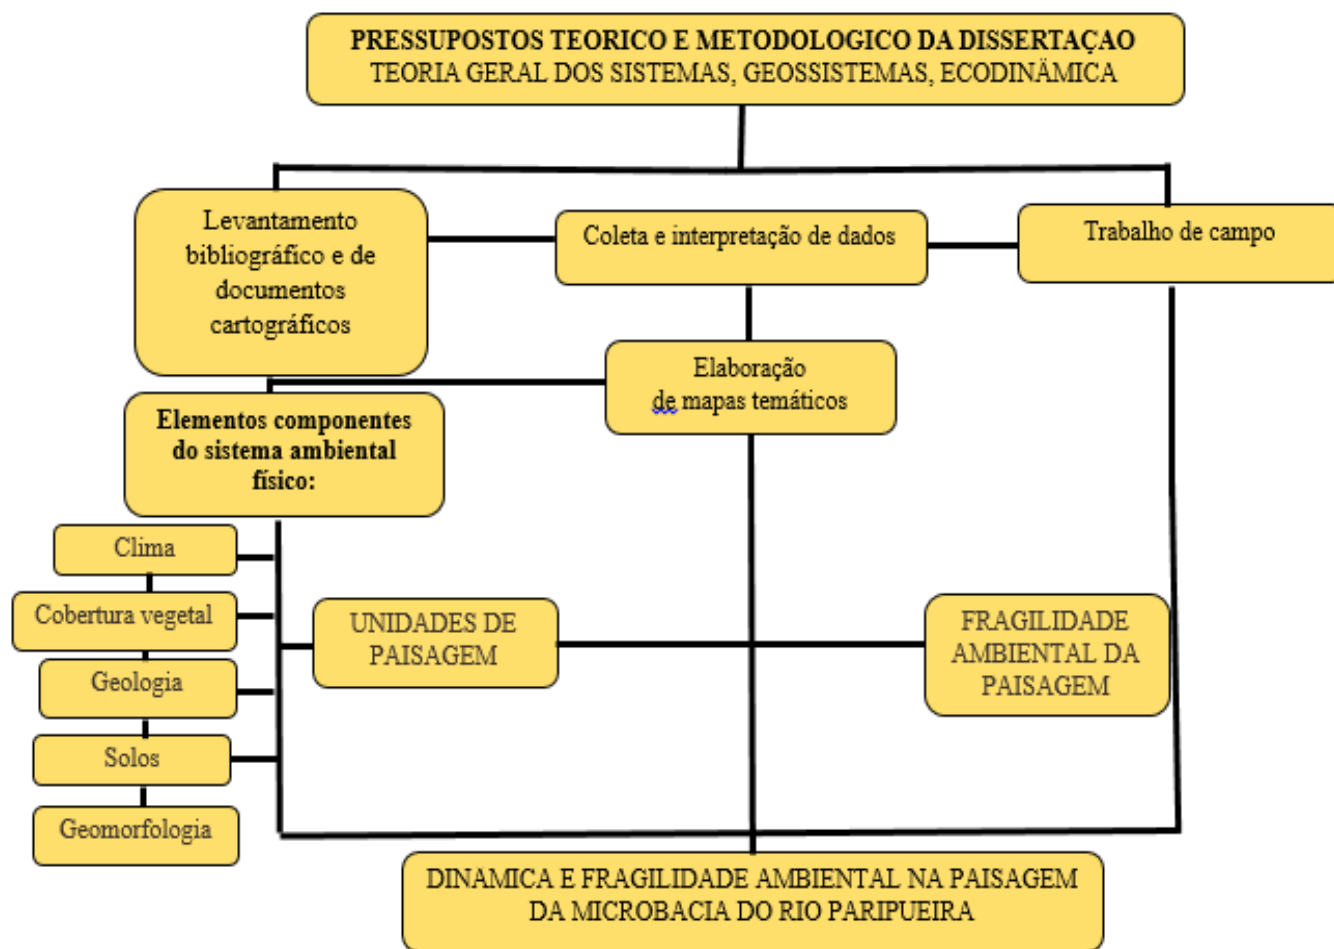 PRESSUPOSTOS TEORICO E METODOLOGICO DA DISSERTAÇAO
TEORIA GERAL DOS SISTEMAS, GEOSSISTEMAS, ECODINÂMICA
Levantamento
bibliográfico e de
documentos
cartográficos
Coleta e interpretação de dados
Trabalho de campo
Elaboração
de mapas temáticos
Elementos componentes
do sistema ambiental
físico:
Clima
Cobertura vegetal
Geologia
Solos
Geomorfologia
UNIDADES DE
PAISAGEM
FRAGILIDADE
AMBIENTAL DA
PAISAGEM
DINÂMICA E FRAGILIDADE AMBIENTAL NA PAISAGEM
DA MICROBACIA DO RIO PARIPUEIRA